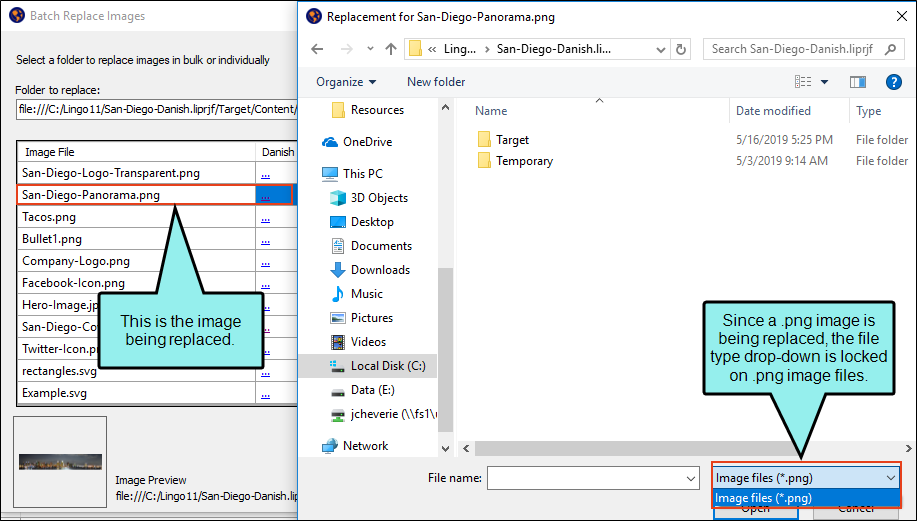 Batch Replace Images
Select a folder to replace images in bulk or individually
Folder to replace:
file:///C:/Lingo11/San-Diego-Danish.liprjf/Target/Content/
Image File Danish
San-Diego-Logo-Transparent.png ...
San-Diego-Panorama.png ...
Tacos.png ...
Bullet1.png ...
Company-Logo.png ...
Facebook-Icon.png ...
Hero-Image.jp
San-Diego-Co
Twitter-Icon.pn
rectangles.svg ...
Example.svg ...
This is the image
being replaced.
Image Preview
file:///C:/Lingo11/San-Diego-Danish.lip
Replacement for San-Diego-Panorama.png
« Ling... > San-Diego-Danish.li...
Search San-Diego-Danish.liprjf
Organize
New folder
?
Resources
OneDrive
This PC
3D Objects
Desktop
Documents
Downloads
Music
Pictures
Videos
Local Disk (C:)
Data (E:)
jcheverie (\\fs1\u
Network
Name Date modified Type
Target 5/16/2019 5:25 PM File folder
Temporary 5/3/2019 9:14 AM File folder
Since a .png image is
being replaced, the file
type drop-down is locked
on .png image files.
File name:
Image files (*.png)
Image files (*.png)
Open Cancel